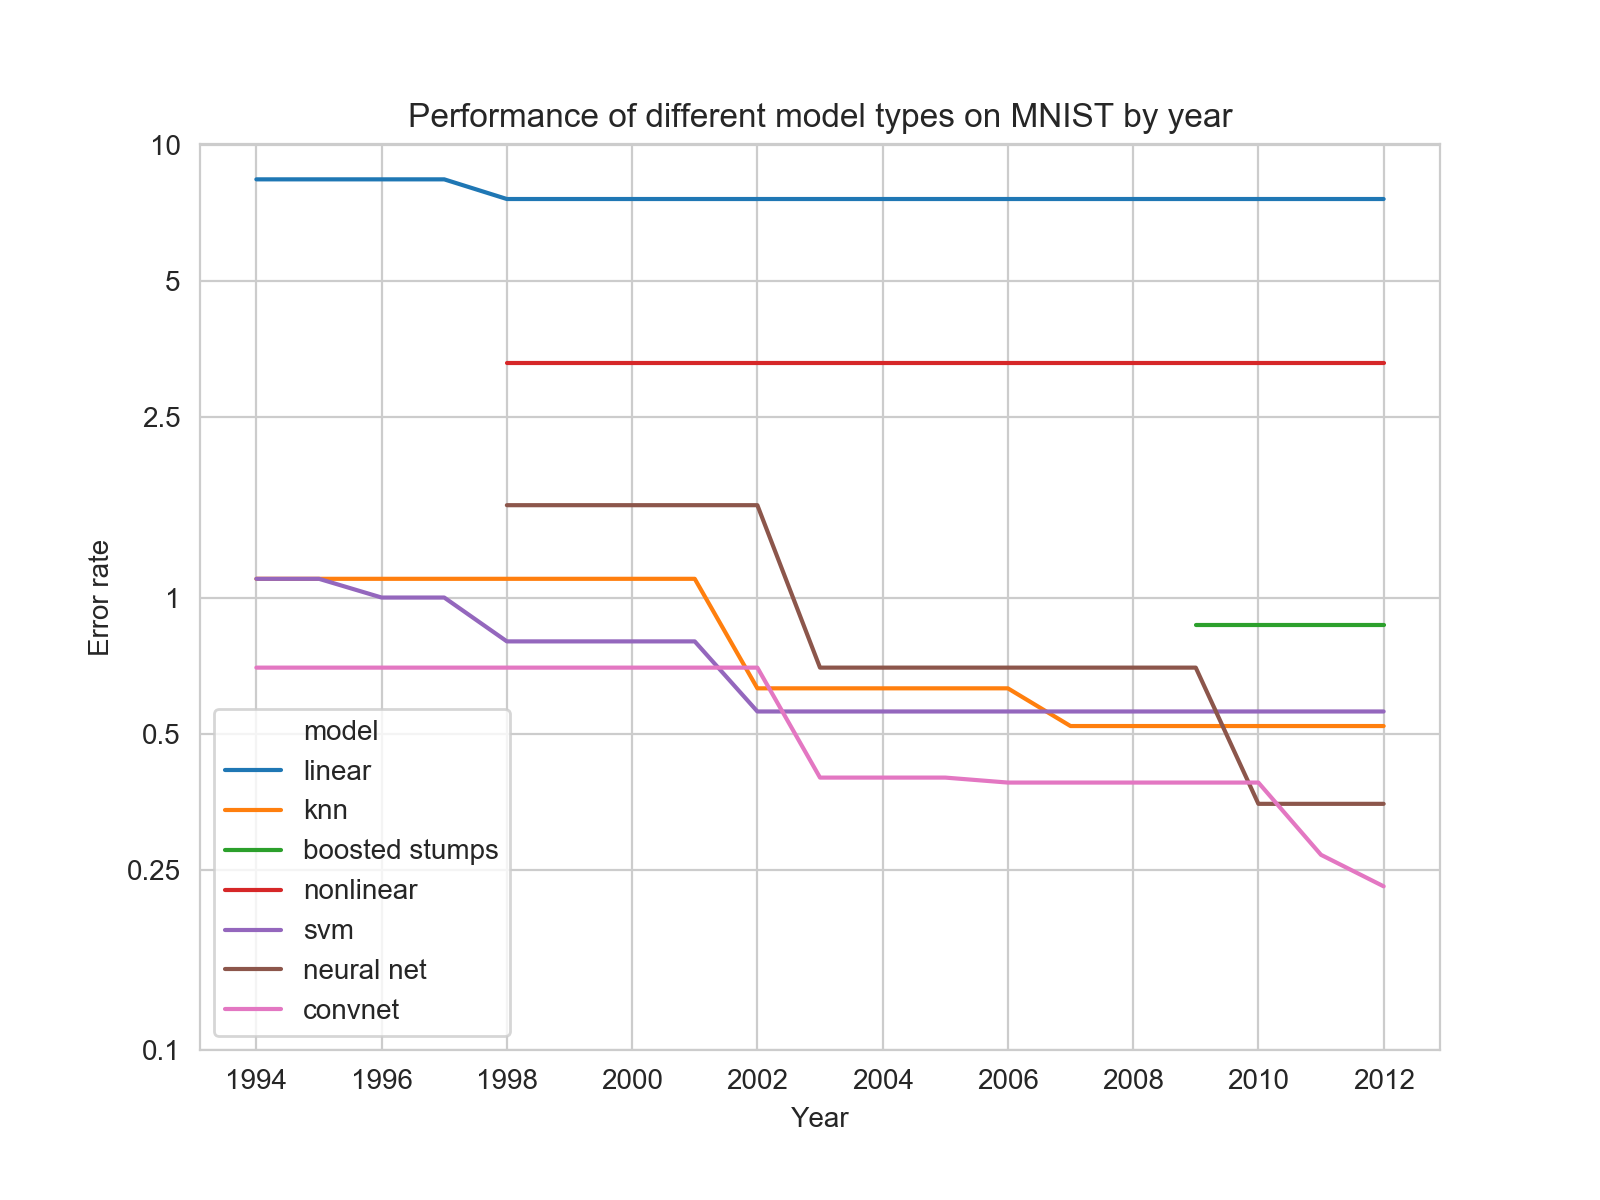 Performance of different model types on MNIST by year
10
5
2.5
1
0.5
0.25
0.1
Error rate
model
linear
knn
boosted stumps
nonlinear
svm
neural net
convnet
1994 1996 1998 2000 2002 2004 2006 2008 2010 2012
Year